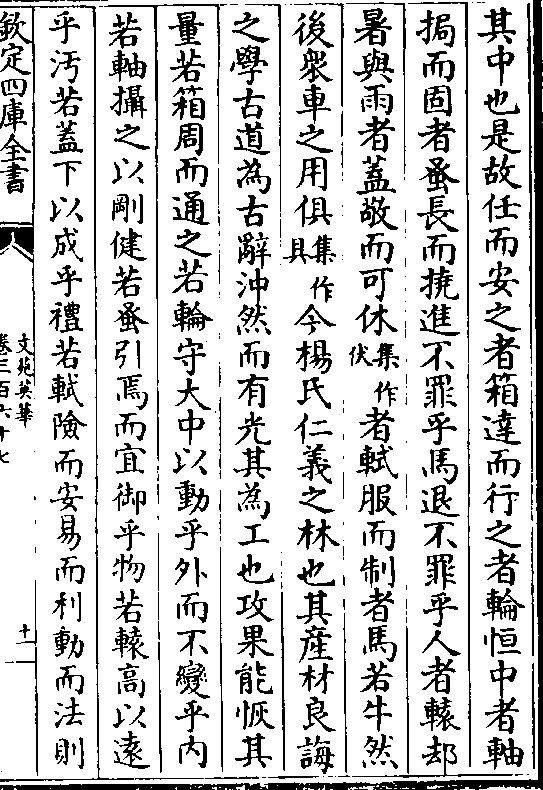 其中也是故任而安之者箱達而行之者輪恒中者軸
揭而固者蚤長而撓進不罪乎馬退不罪乎人者轅却
暑與雨者蓋敬而可休集作伏者軾服而制者馬若牛然
後衆車之用俱集作具今楊氏仁義之林也其産材良誨
之學古道為古辭沖然而有光其為工也攻果能恢其
量若箱周而通之若輪守大中以動乎外而不變乎内
若軸攝之以剛健若蚤引焉而宜御乎物若轅高以遠
乎汚若蓋下以成乎禮若軾險而安易而利動而法則
欽定四庫全書
文苑英華
卷三百六十七
十一